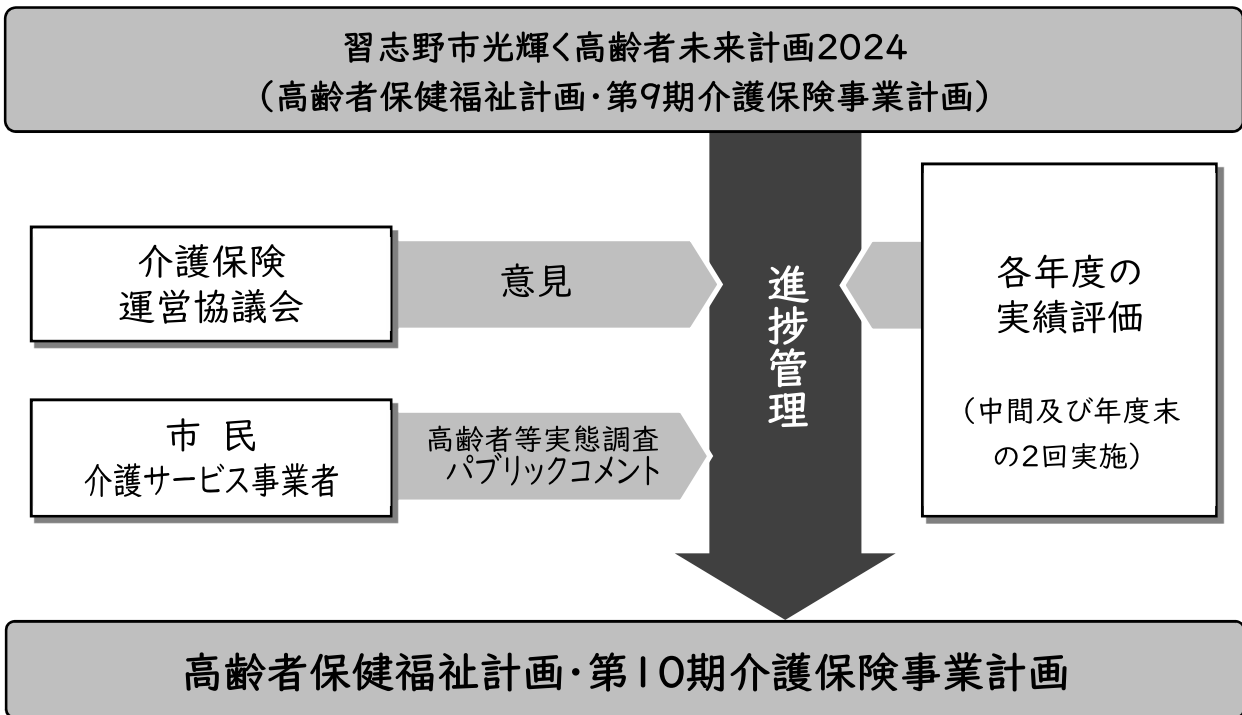 習志野市光輝く高齢者未来計画2024
（高齢者保健福祉計画・第9期介護保険事業計画）
介護保険
運営協議会
意見
進捗管理
各年度の
実績評価
（中間及び年度末
の2回実施）
市 民
介護サービス事業者
高齢者等実態調査
パブリックコメント
高齢者保健福祉計画・第10期介護保険事業計画